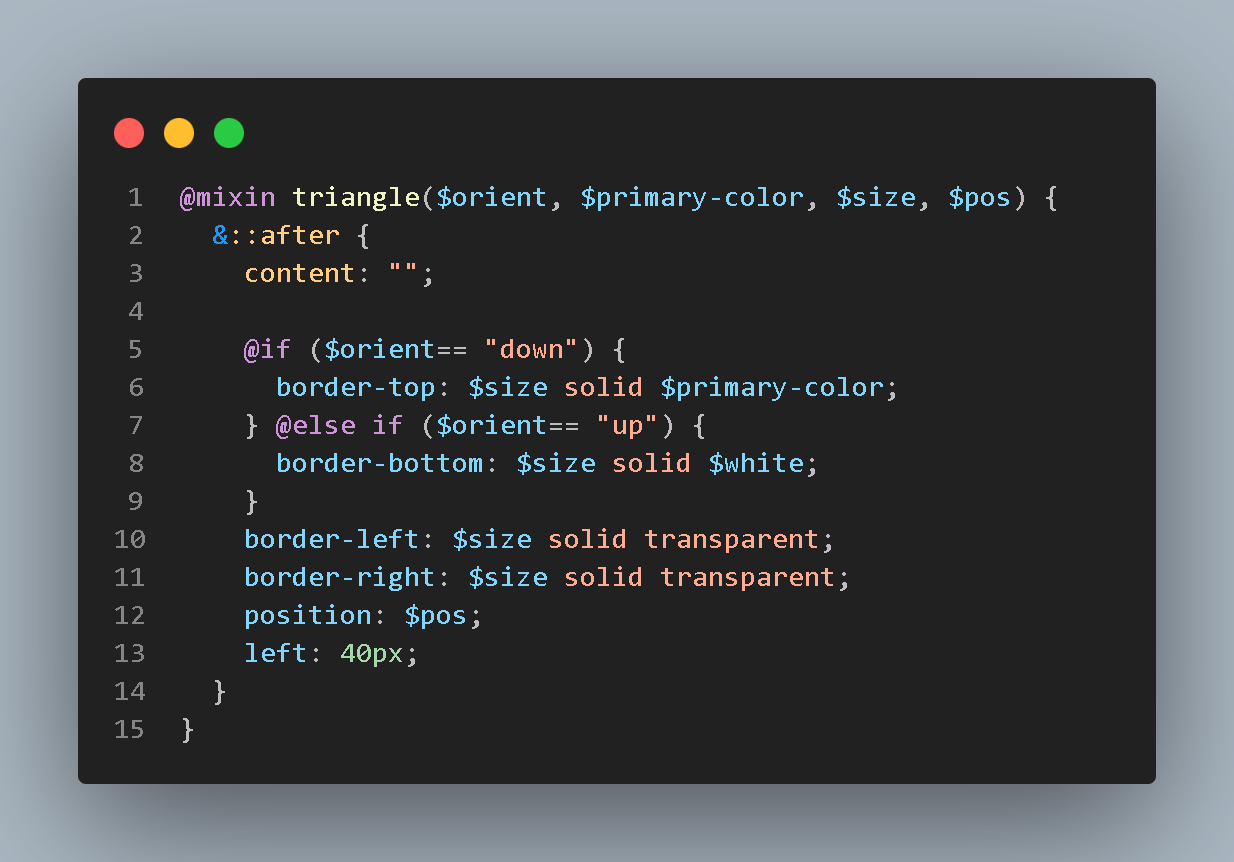 1 @mixin triangle($orient, $primary-color, $size, $pos) {
2   &::after {
3     content: "";
4
5     @if ($orient== "down") {
6       border-top: $size solid $primary-color;
7     } @else if ($orient== "up") {
8       border-bottom: $size solid $white;
9     }
10     border-left: $size solid transparent;
11     border-right: $size solid transparent;
12     position: $pos;
13     left: 40px;
14   }
15 }